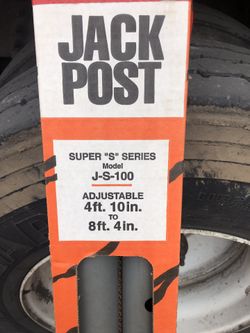 JACK
POST
SUPER "S" SERIES
Model
J-S-100
ADJUSTABLE
4ft. 10in.
TO
8ft. 4in.